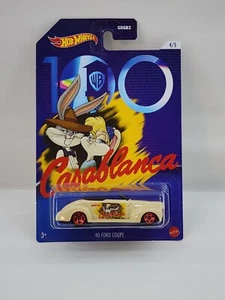 HOT WHEELS
GDG83
4/5
100
WB
Casablanca
3+
'40 FORD COUPE